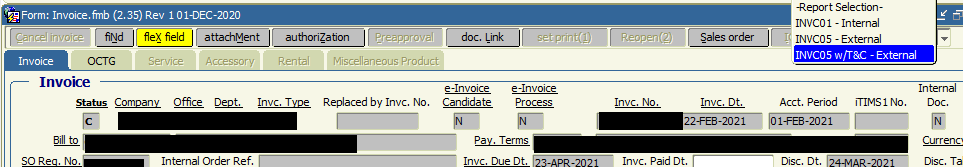 Form: Invoice.fmb (2.35) Rev 1 01-DEC-2020
-Report Selection-
INVC01 - Internal
INVC05 - External
INVC05 w/T&C - External
Cancel invoice fiNd fleX field attachMent authoriZation Preapproval doc. Link set print(1) Reopen(2) Sales order
Invoice OCTG Service Accessory Rental Miscellaneous Product
Invoice
e-Invoice e-Invoice Internal
Status Company Office Dept. Invc. Type Replaced by Invc. No. Candidate Process Invc. No. Invc. Dt. Acct. Period iTIMS1 No. Doc.
C N N 22-FEB-2021 01-FEB-2021 N
Bill to Pay. Terms Currency
SO Req. No. Internal Order Ref. Invc. Due Dt. 23-APR-2021 Invc. Paid Dt. Disc. Dt. 24-MAR-2021 Disc. Ta